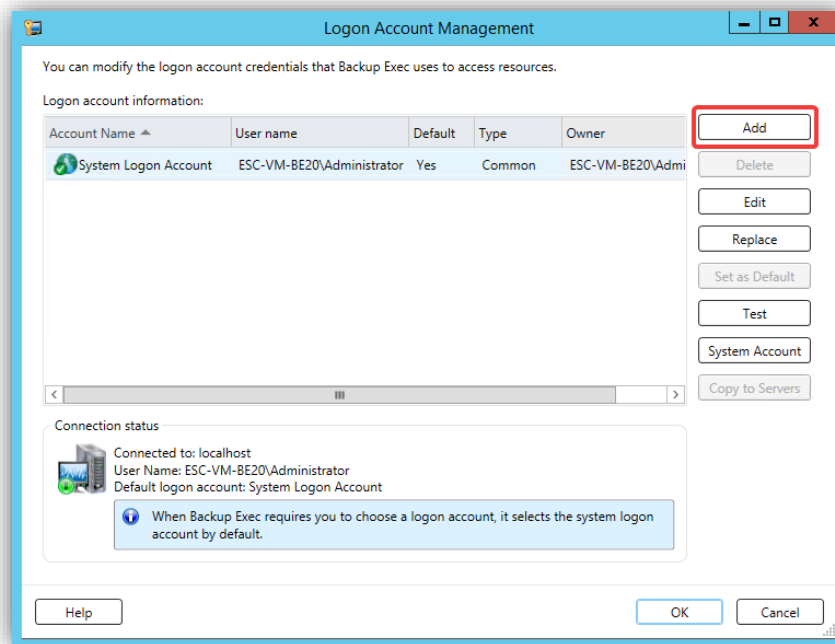 Logon Account Management
You can modify the logon account credentials that Backup Exec uses to access resources.
Logon account information:
Account Name User name Default Type Owner
System Logon Account ESC-VM-BE20\Administrator Yes Common ESC-VM-BE20\Admi
Add
Delete
Edit
Replace
Set as Default
Test
System Account
Copy to Servers
Connection status
Connected to: localhost
User Name: ESC-VM-BE20\Administrator
Default logon account: System Logon Account
When Backup Exec requires you to choose a logon account, it selects the system logon
account by default.
Help OK Cancel